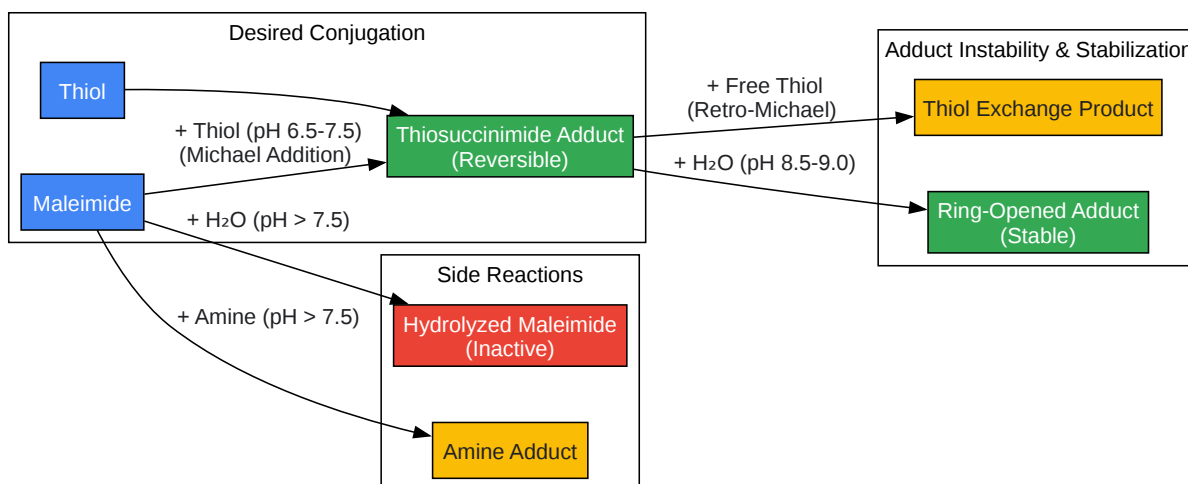 Desired Conjugation
Thiol
Maleimide
+ Thiol (pH 6.5-7.5)
(Michael Addition)
Thiosuccinimide Adduct
(Reversible)
+ H₂O (pH > 7.5)
+ Amine (pH > 7.5)
Side Reactions
Hydrolyzed Maleimide
(Inactive)
Amine Adduct
+ Free Thiol
(Retro-Michael)
+ H₂O (pH 8.5-9.0)
Adduct Instability & Stabilization
Thiol Exchange Product
Ring-Opened Adduct
(Stable)